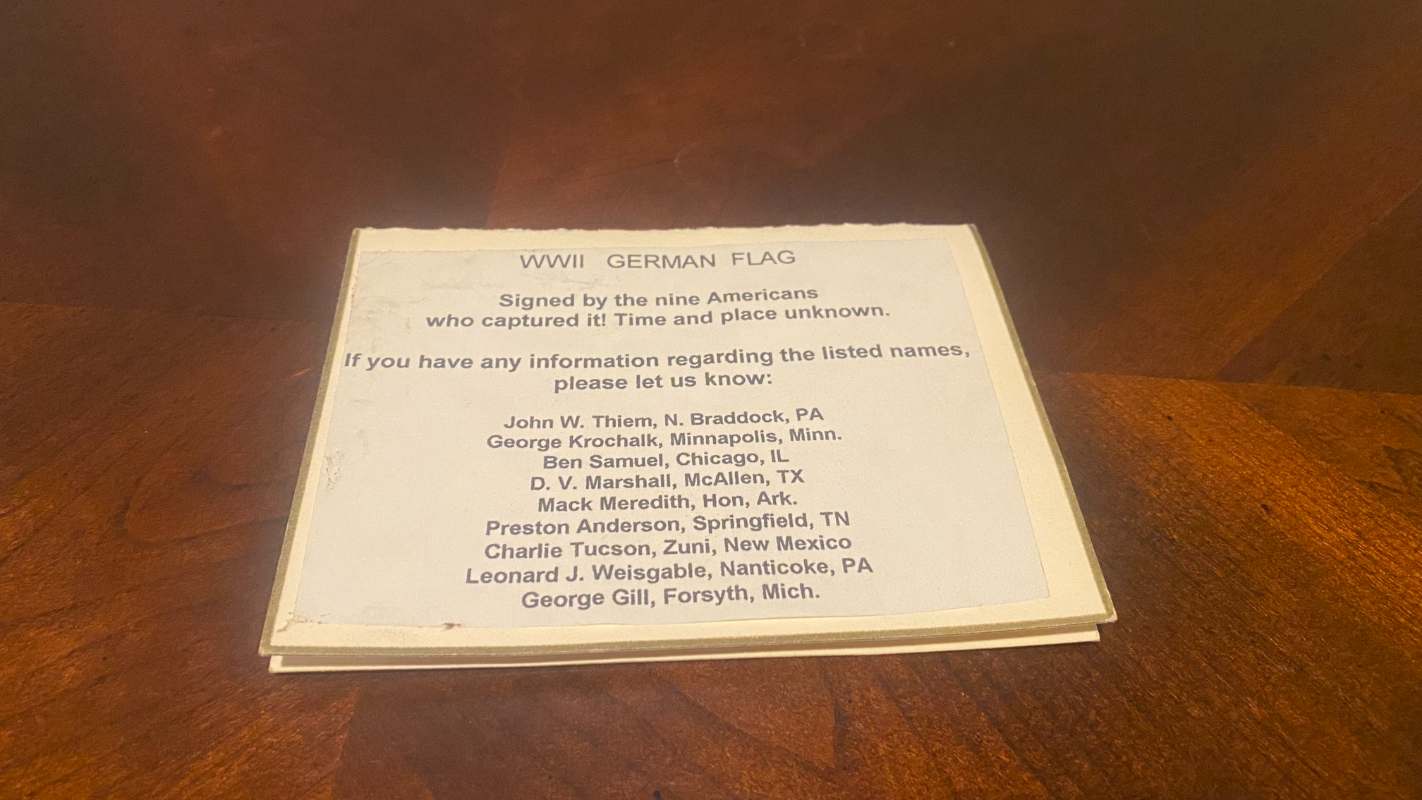 WWII GERMAN FLAG
Signed by the nine Americans
who captured it! Time and place unknown.
If you have any information regarding the listed names,
please let us know:
John W. Thiem, N. Braddock, PA
George Krochalk, Minnapolis, Minn.
Ben Samuel, Chicago, IL
D. V. Marshall, McAllen, TX
Mack Meredith, Hon, Ark.
Preston Anderson, Springfield, TN
Charlie Tucson, Zuni, New Mexico
Leonard J. Weisgable, Nanticoke, PA
George Gill, Forsyth, Mich.